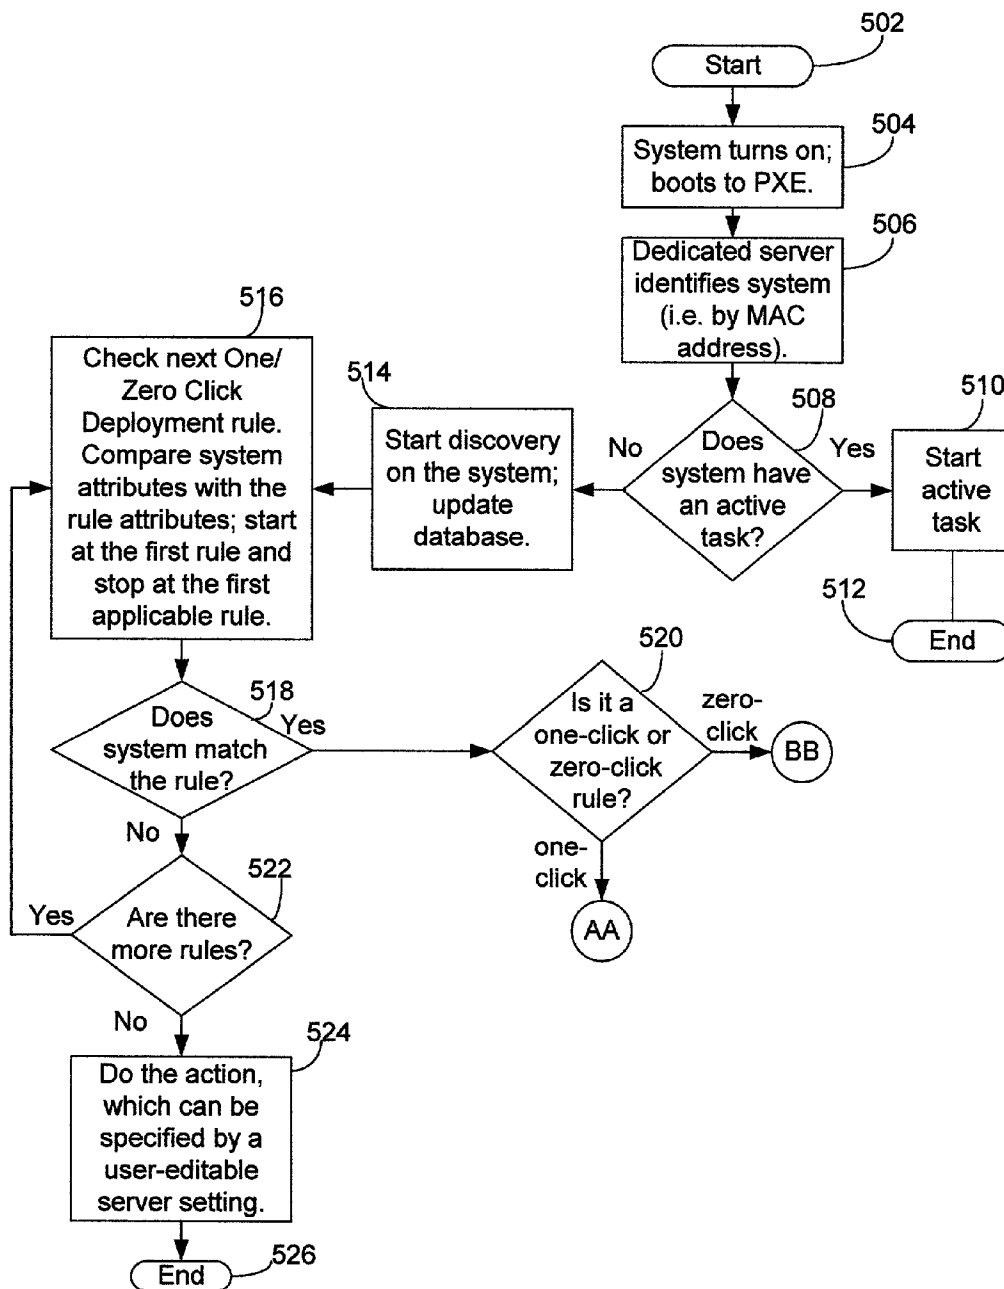 502
Start
504
System turns on;
boots to PXE.
506
Dedicated server
identifies system
(i.e. by MAC
address).
508
Does
system have
an active
task?
No
Yes
510
Start
active
task
512
End
514
Start discovery
on the system;
update
database.
516
Check next One/
Zero Click
Deployment rule.
Compare system
attributes with the
rule attributes; start
at the first rule and
stop at the first
applicable rule.
518
Does
system match
the rule?
Yes
No
520
Is it a
one-click or
zero-click
rule?
zero-
click
BB
one-
click
AA
522
Are there
more rules?
Yes
No
524
Do the action,
which can be
specified by a
user-editable
server setting.
End
526